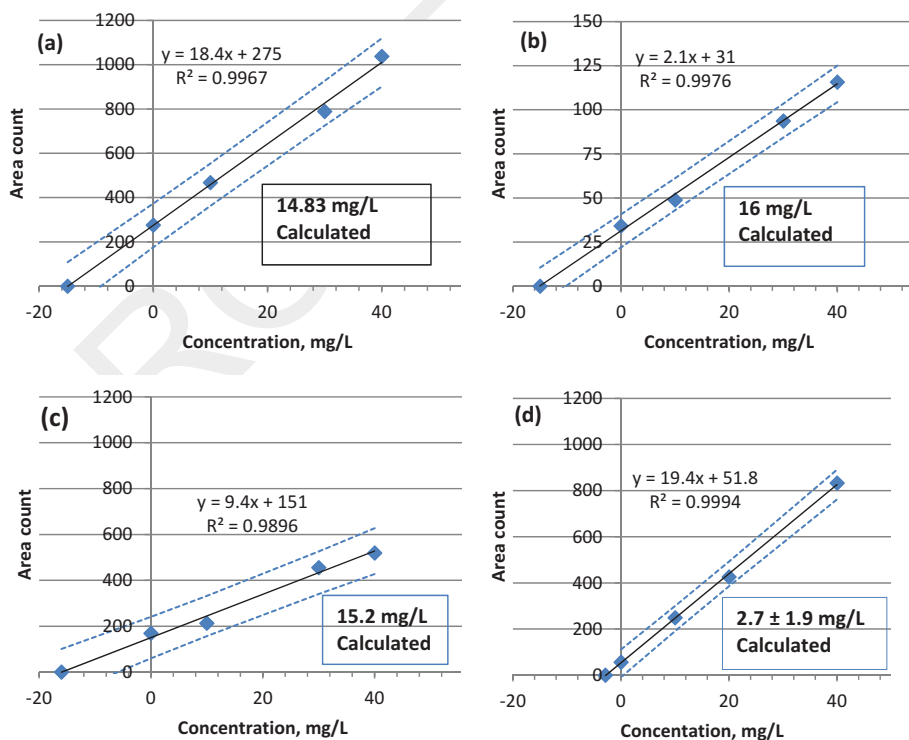 (a)
y = 18.4x + 275
R² = 0.9967
14.83 mg/L
Calculated
1200
1000
800
600
400
200
0
-20 0 20 40
Area count
Concentration, mg/L
(b)
y = 2.1x + 31
R² = 0.9976
16 mg/L
Calculated
150
125
100
75
50
25
0
-20 0 20 40
Area count
Concentration, mg/L
(c)
y = 9.4x + 151
R² = 0.9896
15.2 mg/L
Calculated
1200
1000
800
600
400
200
0
-20 0 20 40
Area count
Concentration, mg/L
(d)
y = 19.4x + 51.8
R² = 0.9994
2.7 ± 1.9 mg/L
Calculated
1200
1000
800
600
400
200
0
-20 0 20 40
Area count
Concentation, mg/L